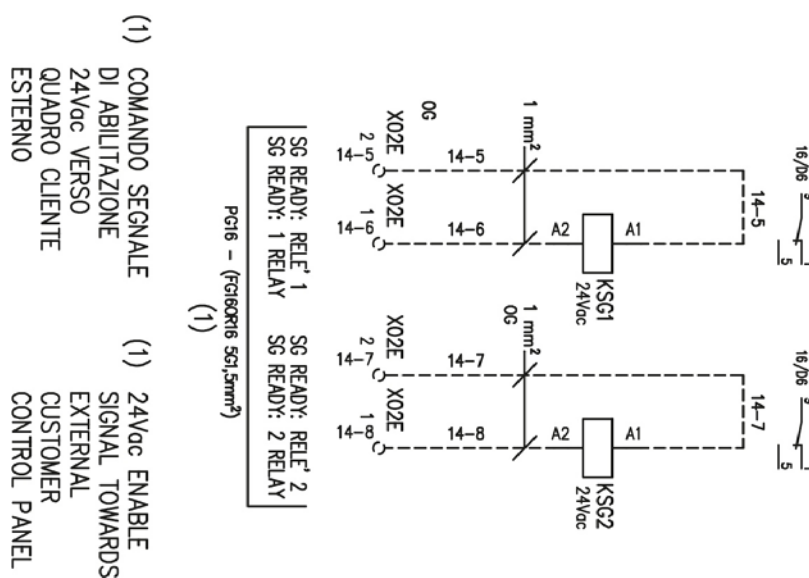 (1) COMANDO SEGNALE
DI ABILITAZIONE
24Vac VERSO
QUADRO CLIENTE
ESTERNO
(1) 24Vac ENABLE
SIGNAL TOWARDS
EXTERNAL
CUSTOMER
CONTROL PANEL
16/D6
5
14-5
A1
KSG1
24Vac
A2
1 mm²
OG
14-5
14-6
X02E
2
14-5
X02E
1
14-6
SG READY: RELE' 1
SG READY: 1 RELAY
16/D6
5
14-7
A1
KSG2
24Vac
A2
1 mm²
OG
14-7
14-8
X02E
2
14-7
X02E
1
14-8
SG READY: RELE' 2
SG READY: 2 RELAY
PG16 - (FG16OR16 5G1,5mm²)
(1)